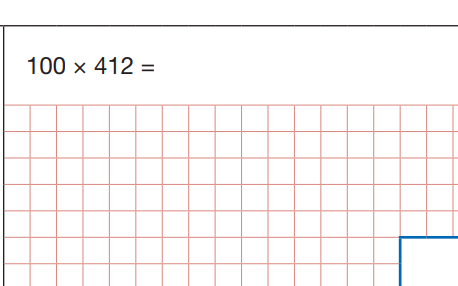 100 × 412 =